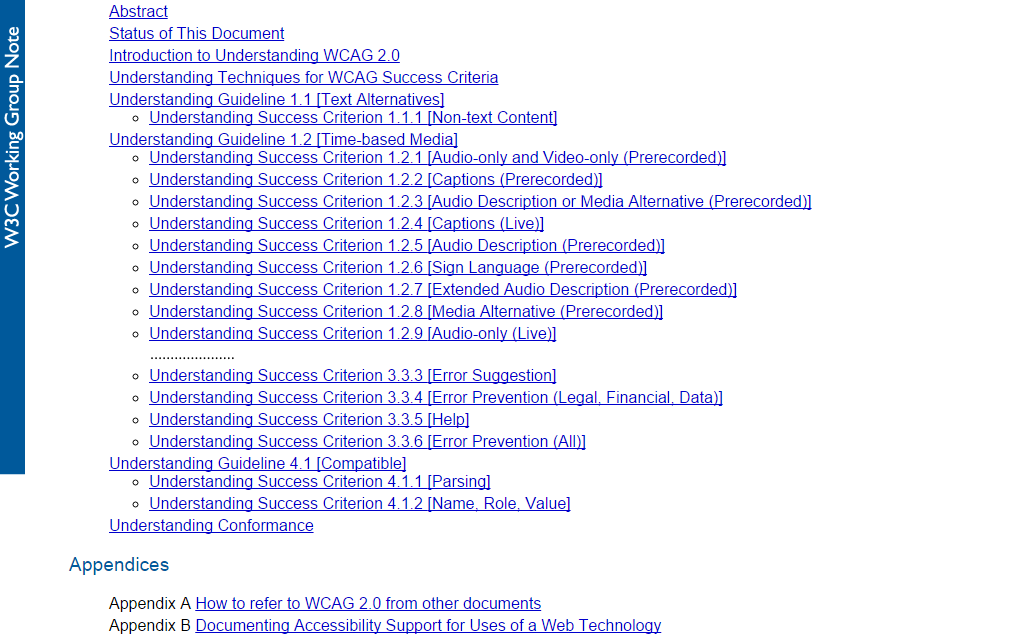 W3C Working Group Note
Abstract
Status of This Document
Introduction to Understanding WCAG 2.0
Understanding Techniques for WCAG Success Criteria
Understanding Guideline 1.1 [Text Alternatives]
Understanding Success Criterion 1.1.1 [Non-text Content]
Understanding Guideline 1.2 [Time-based Media]
Understanding Success Criterion 1.2.1 [Audio-only and Video-only (Prerecorded)]
Understanding Success Criterion 1.2.2 [Captions (Prerecorded)]
Understanding Success Criterion 1.2.3 [Audio Description or Media Alternative (Prerecorded)]
Understanding Success Criterion 1.2.4 [Captions (Live)]
Understanding Success Criterion 1.2.5 [Audio Description (Prerecorded)]
Understanding Success Criterion 1.2.6 [Sign Language (Prerecorded)]
Understanding Success Criterion 1.2.7 [Extended Audio Description (Prerecorded)]
Understanding Success Criterion 1.2.8 [Media Alternative (Prerecorded)]
Understanding Success Criterion 1.2.9 [Audio-only (Live)]
.....................
Understanding Success Criterion 3.3.3 [Error Suggestion]
Understanding Success Criterion 3.3.4 [Error Prevention (Legal, Financial, Data)]
Understanding Success Criterion 3.3.5 [Help]
Understanding Success Criterion 3.3.6 [Error Prevention (All)]
Understanding Guideline 4.1 [Compatible]
Understanding Success Criterion 4.1.1 [Parsing]
Understanding Success Criterion 4.1.2 [Name, Role, Value]
Understanding Conformance
Appendices
Appendix A How to refer to WCAG 2.0 from other documents
Appendix B Documenting Accessibility Support for Uses of a Web Technology